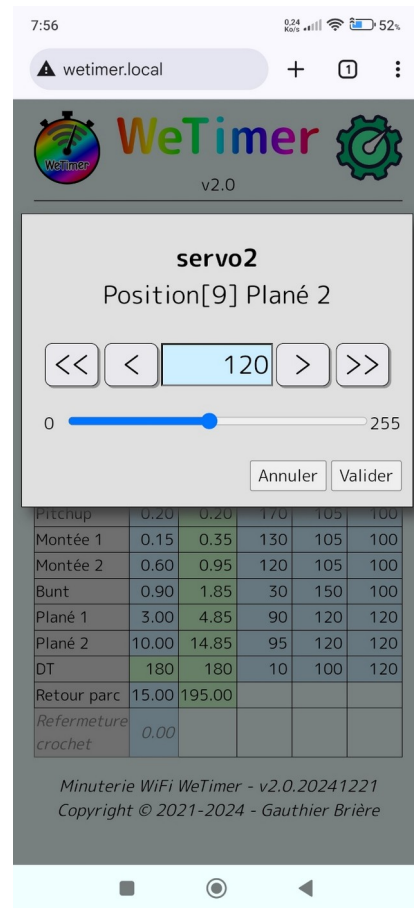 7:56 0,24 Ko/s 52%
wetimer.local 1
WeTimer WeTimer
v2.0
servo2
Position[9] Plané 2
<< < 120 > >>
0 255
Annuler Valider
Pitchup 0.20 0.20 170 105 100
Montée 1 0.15 0.35 130 105 100
Montée 2 0.60 0.95 120 105 100
Bunt 0.90 1.85 30 150 100
Plané 1 3.00 4.85 90 120 120
Plané 2 10.00 14.85 95 120 120
DT 180 180 10 100 120
Retour parc 15.00 195.00
Refermeture
crochet 0.00
Minuterie WiFi WeTimer - v2.0.20241221
Copyright © 2021-2024 - Gauthier Brière